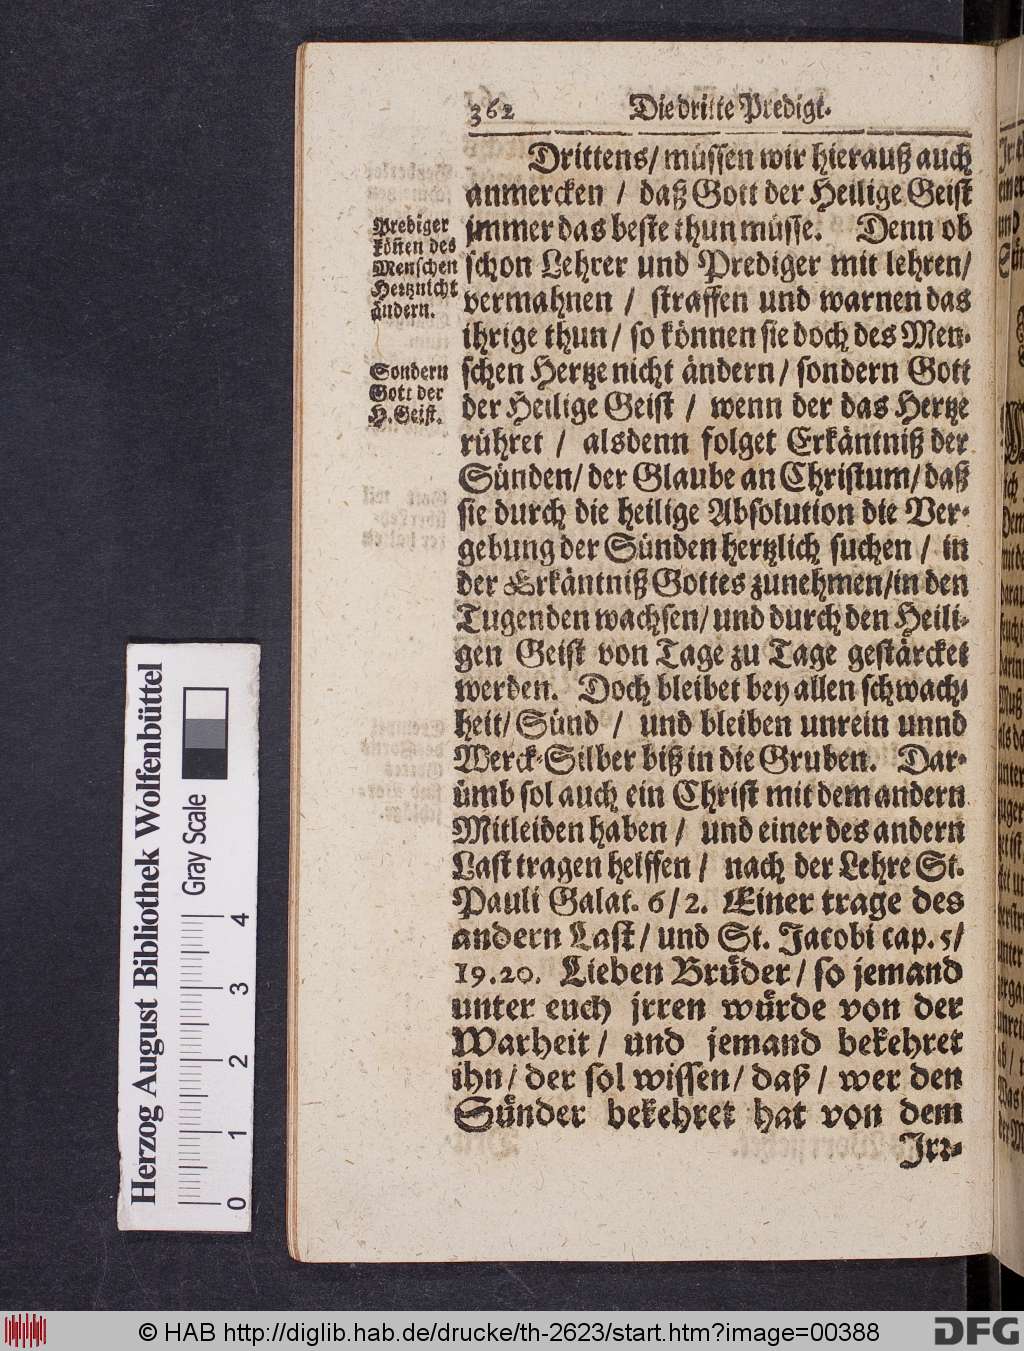 362 Die dritte Predigt.
Drittens/ müssen wir hierauß auch
anmercken / daß Gott der Heilige Geist
jmmer das beste thun müsse. Denn ob
schon Lehrer und Prediger mit lehren/
vermahnen / straffen und warnen das
ihrige thun/ so können sie doch des Men-
schen Hertze nicht ändern/ sondern Gott
der Heilige Geist / wenn der das Hertze
rühret / alsdenn folget Erkäntniß der
Sünden/ der Glaube an Christum/ daß
sie durch die heilige Absolution die Ver-
gebung der Sünden hertzlich suchen / in
der Erkäntniß Gottes zunehmen/in den
Tugenden wachsen/ und durch den Heili-
gen Geist von Tage zu Tage gestärcket
werden. Doch bleibet bey allen schwach-
heit/ Sünd / und bleiben unrein unnd
Werck-Silber biß in die Gruben. Dar-
ümb sol auch ein Christ mit dem andern
Mitleiden haben / und einer des andern
Last tragen helffen / nach der Lehre St.
Pauli Galat. 6/2. Einer trage des
andern Last/ und St. Jacobi cap. 5/
19.20. Lieben Brüder/ so jemand
unter euch jrren würde von der
Warheit/ und jemand bekehret
ihn/ der sol wissen/ daß/ wer den
Sünder bekehret hat von dem
Irr-
Prediger
köñen des
Menschen
Hertz nicht
ändern.
Sondern
Gott der
H. Geist.
Herzog August Bibliothek Wolfenbüttel
Gray Scale
0 1 2 3 4
© HAB http://diglib.hab.de/drucke/th-2623/start.htm?image=00388
DFG